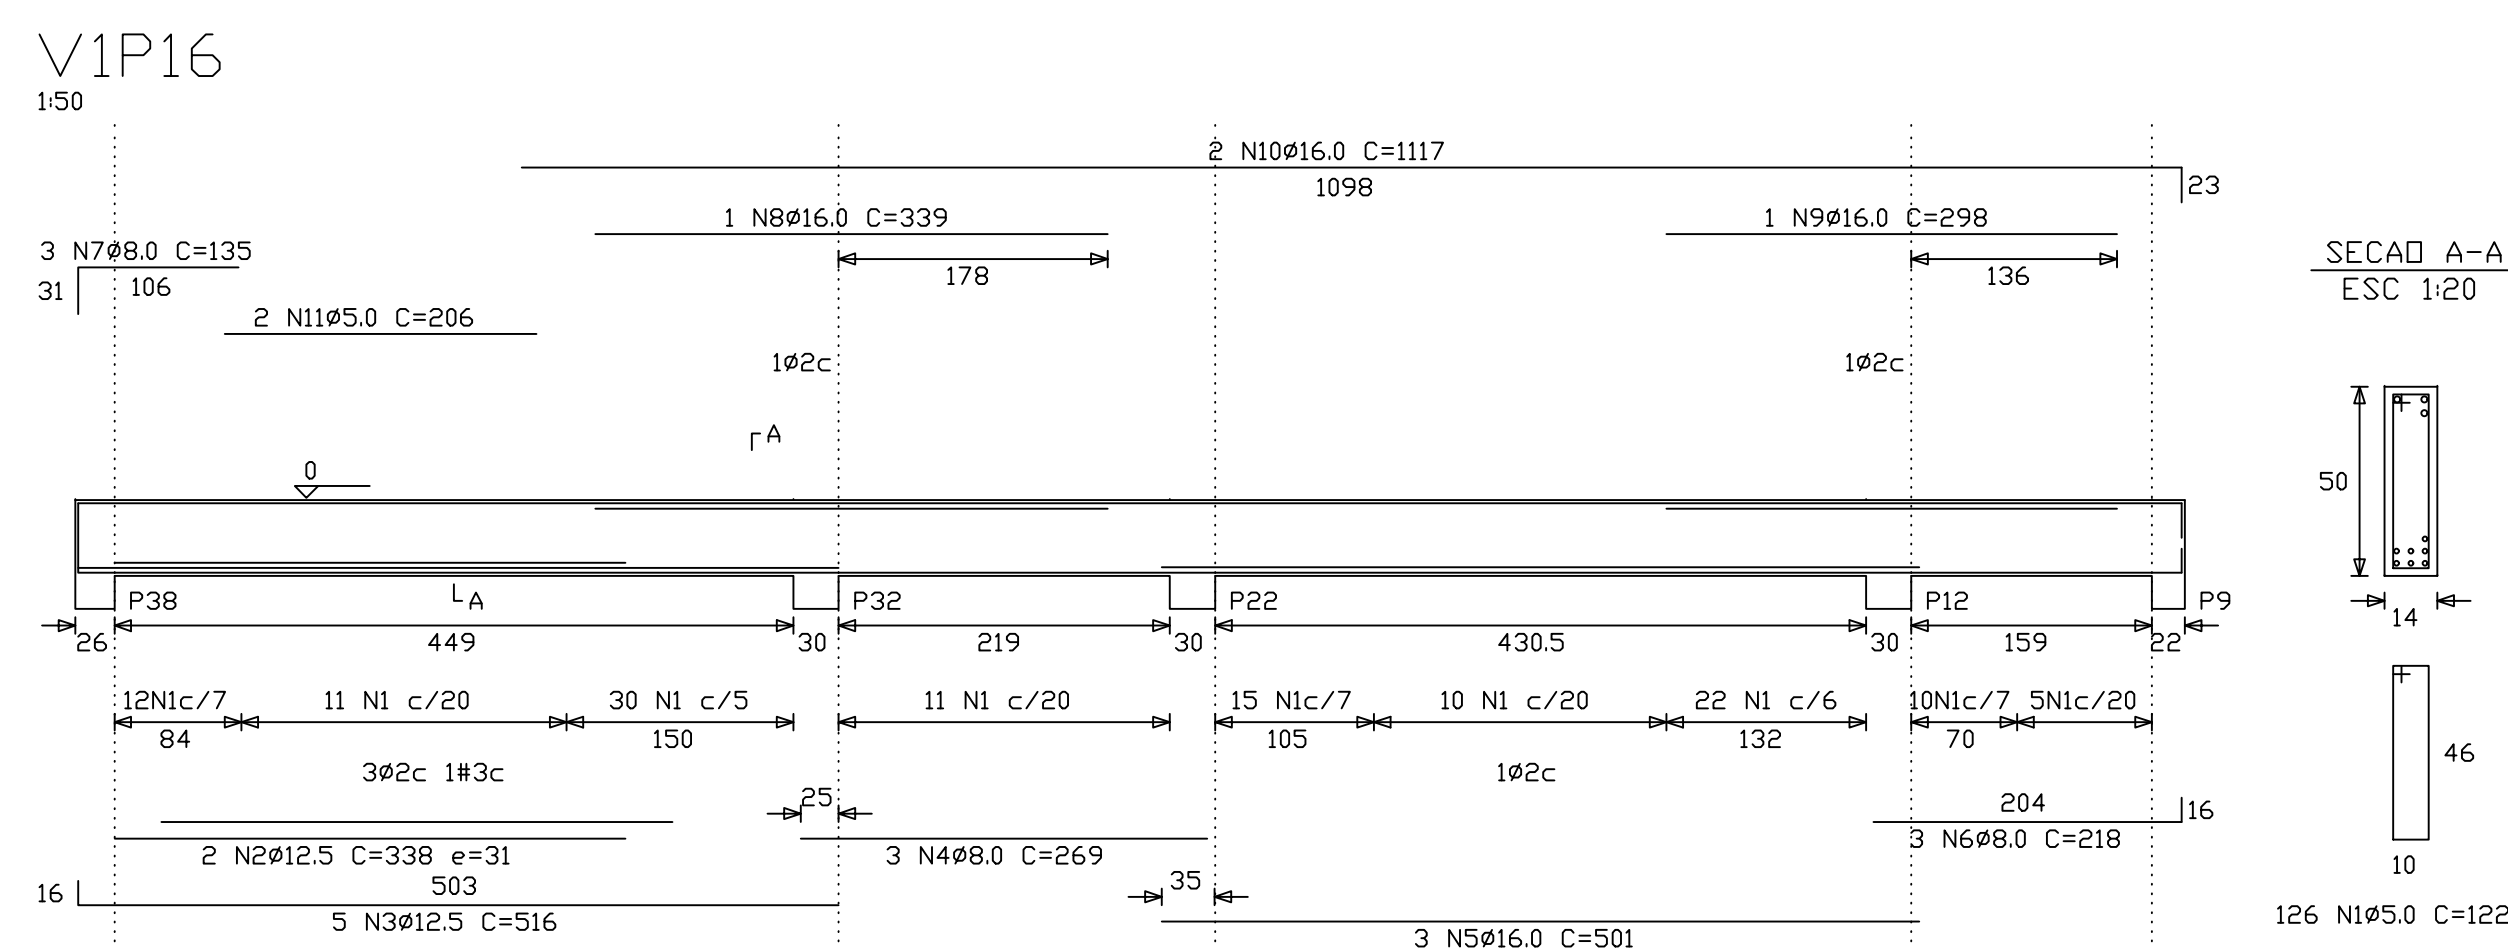 V1P16
1:50
2 N10ø16.0 C=1117
1098
23
1 N8ø16.0 C=339
178
1 N9ø16.0 C=298
136
3 N7ø8.0 C=135
31
106
2 N11ø5.0 C=206
SECAO A-A
ESC 1:20
1ø2c
1ø2c
A
0
50
P38
A
P32
P22
P12
P9
14
26
449
30
219
30
430.5
30
159
22
12N1c/7
11 N1 c/20
30 N1 c/5
11 N1 c/20
15 N1c/7
10 N1 c/20
22 N1 c/6
10N1c/7
5N1c/20
84
150
105
132
70
46
3ø2c 1#3c
1ø2c
25
204
16
2 N2ø12.5 C=338 e=31
3 N4ø8.0 C=269
3 N6ø8.0 C=218
10
16
503
35
5 N3ø12.5 C=516
3 N5ø16.0 C=501
126 N1ø5.0 C=122